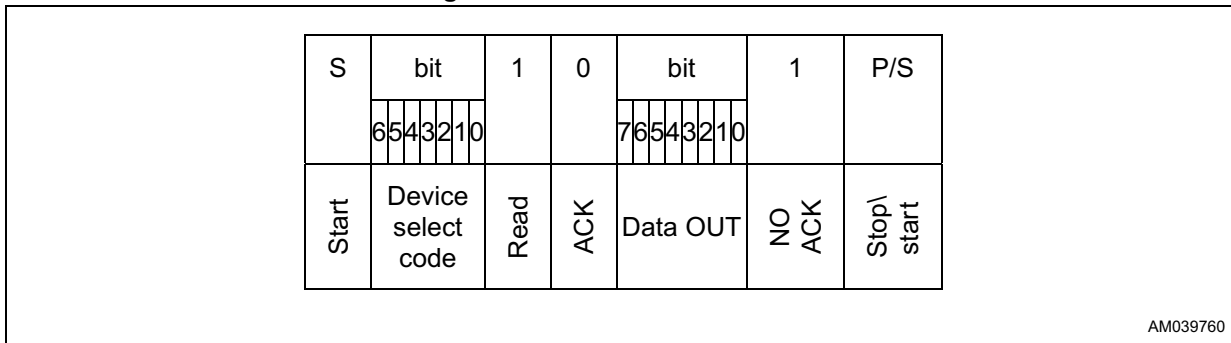 S bit 1 0 bit 1 P/S
6543210 76543210
Start Device select code Read ACK Data OUT NO ACK Stop\ start
AM039760